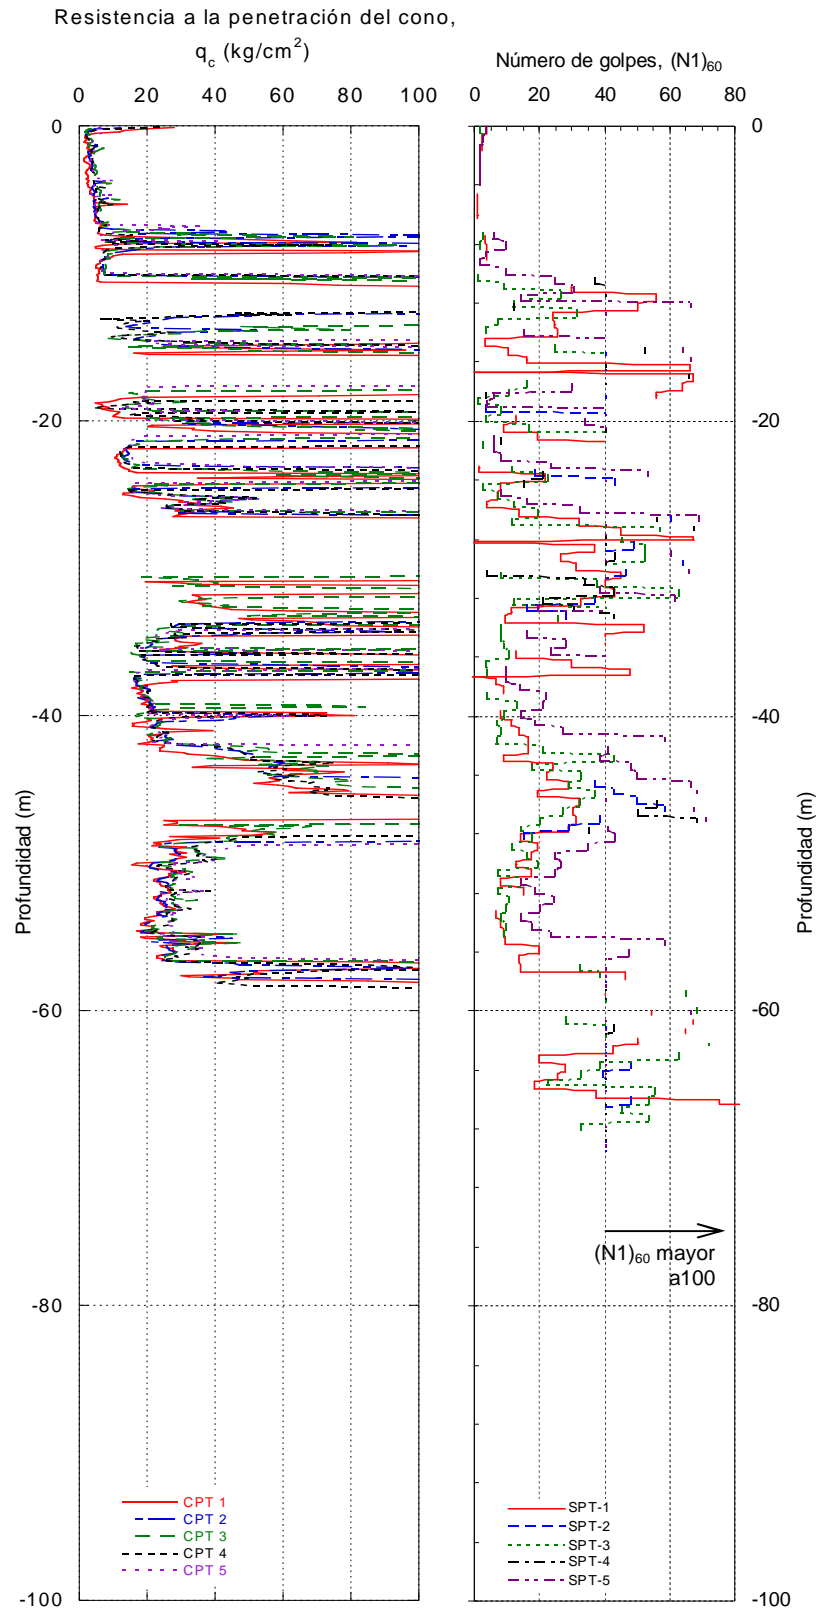 Resistencia a la penetración del cono,
q_c (kg/cm²)
Número de golpes, (N1)₆₀
0 20 40 60 80 100
0 20 40 60 80
0
0
-20
-20
-40
-40
Profundidad (m)
Profundidad (m)
-60
-60
(N1)₆₀ mayor
a100
-80
-80
CPT 1
CPT 2
CPT 3
CPT 4
CPT 5
SPT-1
SPT-2
SPT-3
SPT-4
SPT-5
-100
-100